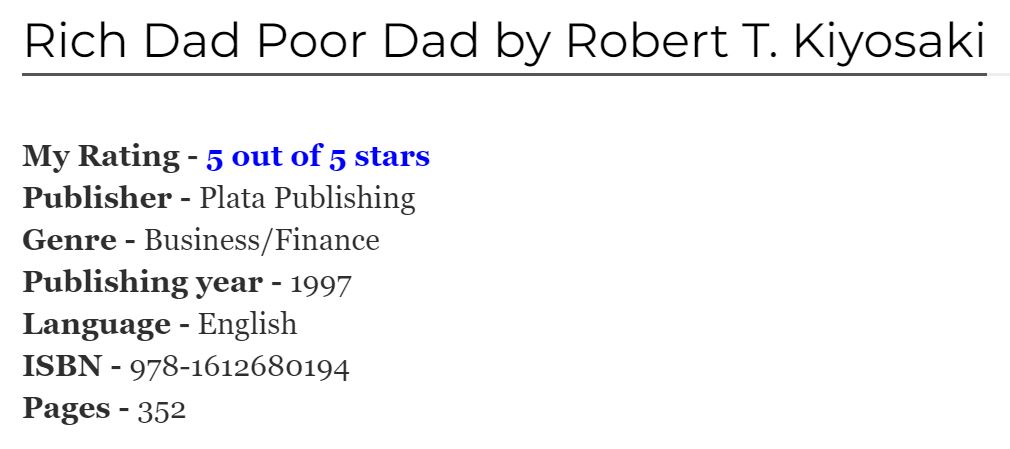 Rich Dad Poor Dad by Robert T. Kiyosaki
My Rating - 5 out of 5 stars
Publisher - Plata Publishing
Genre - Business/Finance
Publishing year - 1997
Language - English
ISBN - 978-1612680194
Pages - 352